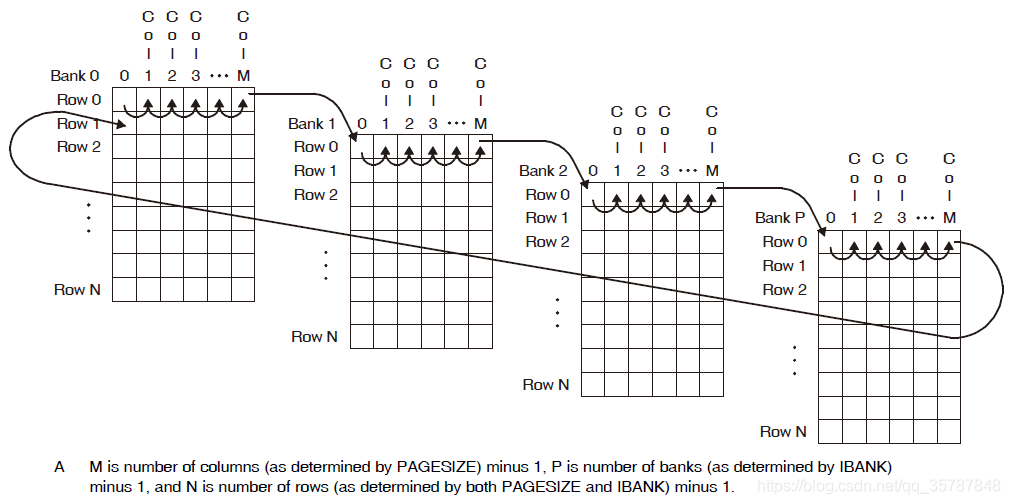 C C C C
o o o o
l l l l
Bank 0 0 1 2 3 ··· M
Row 0
Row 1
Row 2
Row N
C C C C
o o o o
l l l l
Bank 1 0 1 2 3 ··· M
Row 0
Row 1
Row 2
Row N
C C C C
o o o o
l l l l
Bank 2 0 1 2 3 ··· M
Row 0
Row 1
Row 2
Row N
C C C C
o o o o
l l l l
Bank P 0 1 2 3 ··· M
Row 0
Row 1
Row 2
Row N
A M is number of columns (as determined by PAGESIZE) minus 1, P is number of banks (as determined by IBANK)
minus 1, and N is number of rows (as determined by both PAGESIZE and IBANK) minus 1.
https://blog.csdn.net/qq_35787848